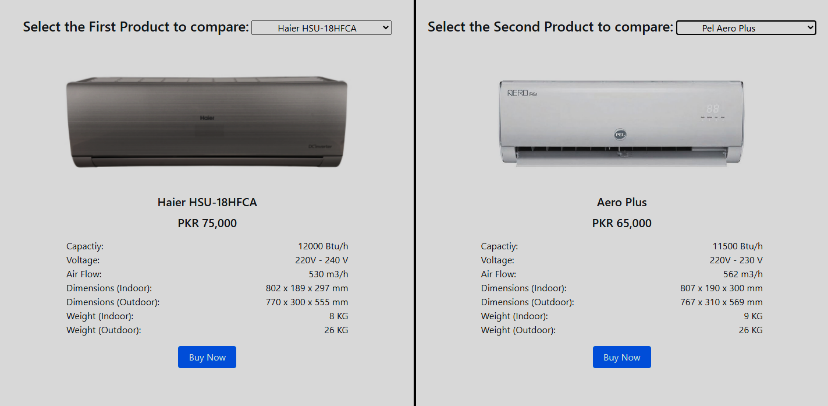 Select the First Product to compare: Haier HSU-18HFCA
Haier
Haier HSU-18HFCA
PKR 75,000
Capactiy: 12000 Btu/h
Voltage: 220V - 240 V
Air Flow: 530 m3/h
Dimensions (Indoor): 802 x 189 x 297 mm
Dimensions (Outdoor): 770 x 300 x 555 mm
Weight (Indoor): 8 KG
Weight (Outdoor): 26 KG
Buy Now
Select the Second Product to compare: Pel Aero Plus
AERO
PEL
Aero Plus
PKR 65,000
Capactiy: 11500 Btu/h
Voltage: 220V - 230 V
Air Flow: 562 m3/h
Dimensions (Indoor): 807 x 190 x 300 mm
Dimensions (Outdoor): 767 x 310 x 569 mm
Weight (Indoor): 9 KG
Weight (Outdoor): 26 KG
Buy Now